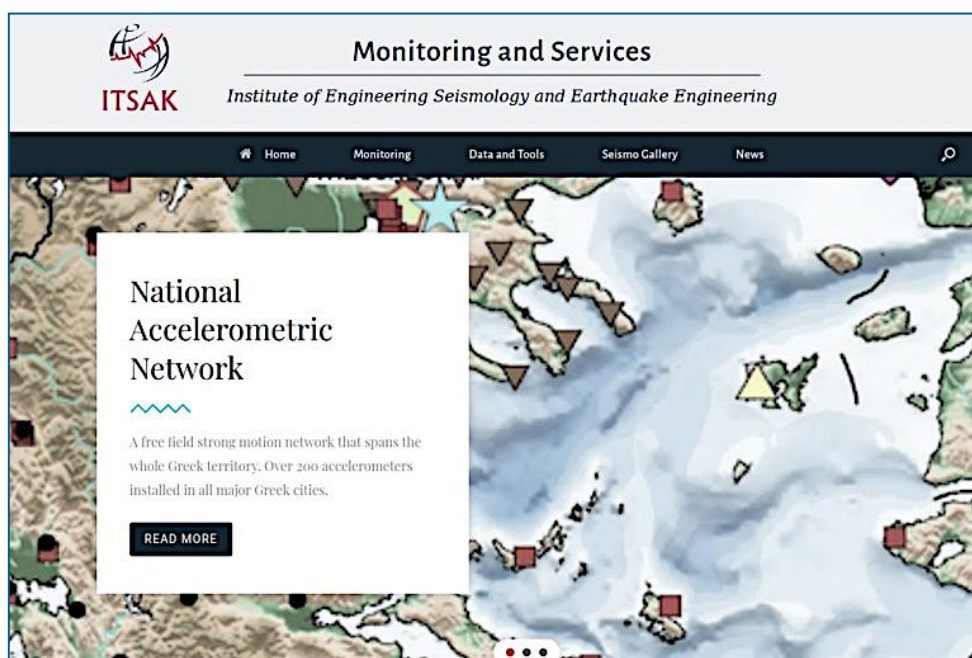 ITSAK
Monitoring and Services
Institute of Engineering Seismology and Earthquake Engineering
Home
Monitoring
Data and Tools
Seismo Gallery
News
National
Accelerometric
Network
A free field strong motion network that spans the
whole Greek territory. Over 200 accelerometers
installed in all major Greek cities.
READ MORE